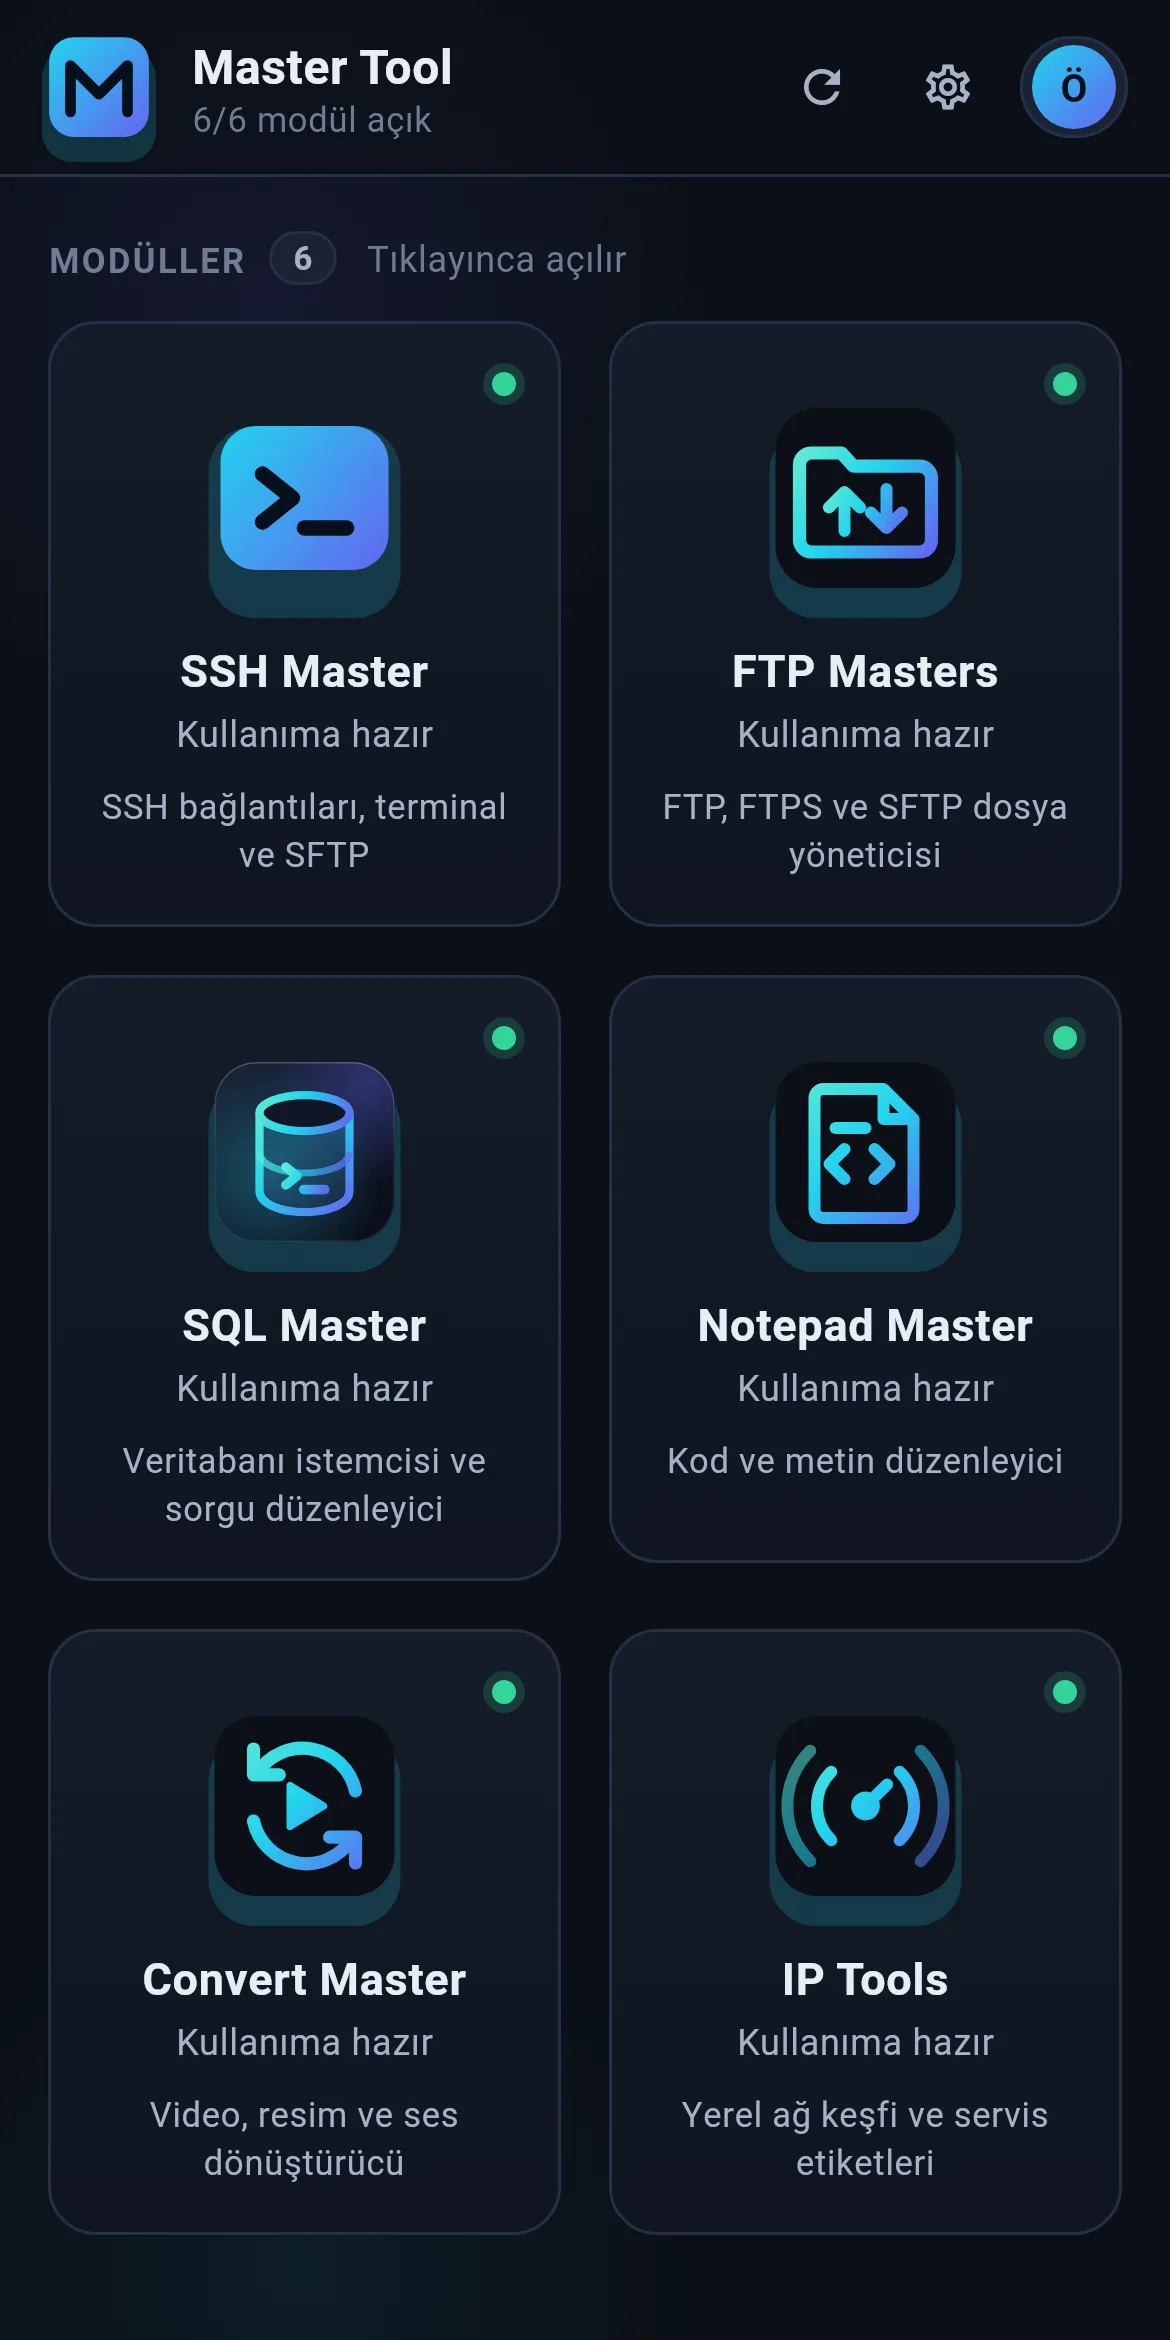 Master Tool
6/6 modül açık
Ö
MODÜLLER 6 Tıklayınca açılır
SSH Master
Kullanıma hazır
SSH bağlantıları, terminal
ve SFTP
FTP Masters
Kullanıma hazır
FTP, FTPS ve SFTP dosya
yöneticisi
SQL Master
Kullanıma hazır
Veritabanı istemcisi ve
sorgu düzenleyici
Notepad Master
Kullanıma hazır
Kod ve metin düzenleyici
Convert Master
Kullanıma hazır
Video, resim ve ses
dönüştürücü
IP Tools
Kullanıma hazır
Yerel ağ keşfi ve servis
etiketleri